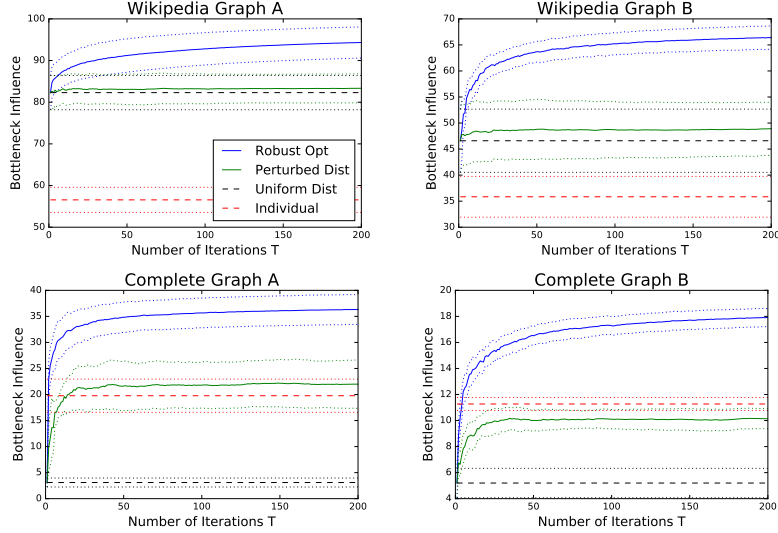 Wikipedia Graph A
100
90
80
70
60
50
Bottleneck Influence
Robust Opt
Perturbed Dist
Uniform Dist
Individual
0 50 100 150 200
Number of Iterations T
Wikipedia Graph B
70
65
60
55
50
45
40
35
30
Bottleneck Influence
0 50 100 150 200
Number of Iterations T
Complete Graph A
40
35
30
25
20
15
10
5
0
Bottleneck Influence
0 50 100 150 200
Number of Iterations T
Complete Graph B
20
18
16
14
12
10
8
6
4
Bottleneck Influence
0 50 100 150 200
Number of Iterations T